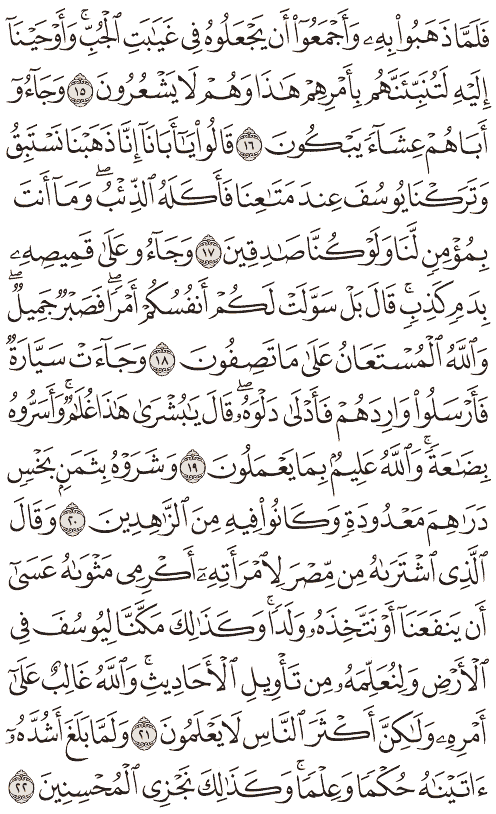 فَلَمَّا ذَهَبُوا۟ بِهِۦ وَأَجْمَعُوٓا۟ أَن يَجْعَلُوهُ فِى غَيَٰبَتِ ٱلْجُبِّ ۚ وَأَوْحَيْنَآ
إِلَيْهِ لَتُنَبِّئَنَّهُم بِأَمْرِهِمْ هَٰذَا وَهُمْ لَا يَشْعُرُونَ ١٥ وَجَآءُوٓ
أَبَاهُمْ عِشَآءً يَبْكُونَ ١٦ قَالُوا۟ يَٰٓأَبَانَآ إِنَّا ذَهَبْنَا نَسْتَبِقُ
وَتَرَكْنَا يُوسُفَ عِندَ مَتَٰعِنَا فَأَكَلَهُ ٱلذِّئْبُ ۖ وَمَآ أَنتَ
بِمُؤْمِنٍ لَّنَا وَلَوْ كُنَّا صَٰدِقِينَ ١٧ وَجَآءُو عَلَىٰ قَمِيصِهِۦ
بِدَمٍ كَذِبٍ ۚ قَالَ بَلْ سَوَّلَتْ لَكُمْ أَنفُسُكُمْ أَمْرًا ۖ فَصَبْرٌ جَمِيلٌ ۖ
وَٱللَّهُ ٱلْمُسْتَعَانُ عَلَىٰ مَا تَصِفُونَ ١٨ وَجَآءَتْ سَيَّارَةٌ
فَأَرْسَلُوا۟ وَارِدَهُمْ فَأَدْلَىٰ دَلْوَهُۥ ۖ قَالَ يَٰبُشْرَىٰ هَٰذَا غُلَٰمٌ ۚ وَأَسَرُّوهُ
بِضَٰعَةً ۚ وَٱللَّهُ عَلِيمٌۢ بِمَا يَعْمَلُونَ ١٩ وَشَرَوْهُ بِثَمَنٍۭ بَخْسٍ
دَرَٰهِمَ مَعْدُودَةٍ وَكَانُوا۟ فِيهِ مِنَ ٱلزَّٰهِدِينَ ٢٠ وَقَالَ
ٱلَّذِى ٱشْتَرَىٰهُ مِن مِّصْرَ لِٱمْرَأَتِهِۦٓ أَكْرِمِى مَثْوَىٰهُ عَسَىٰٓ
أَن يَنفَعَنَآ أَوْ نَتَّخِذَهُۥ وَلَدًا ۚ وَكَذَٰلِكَ مَكَّنَّا لِيُوسُفَ فِى
ٱلْأَرْضِ وَلِنُعَلِّمَهُۥ مِن تَأْوِيلِ ٱلْأَحَادِيثِ ۚ وَٱللَّهُ غَالِبٌ عَلَىٰٓ
أَمْرِهِۦ وَلَٰكِنَّ أَكْثَرَ ٱلنَّاسِ لَا يَعْلَمُونَ ٢١ وَلَمَّا بَلَغَ أَشُدَّهُۥٓ
ءَاتَيْنَٰهُ حُكْمًا وَعِلْمًا ۚ وَكَذَٰلِكَ نَجْزِى ٱلْمُحْسِنِينَ ٢٢